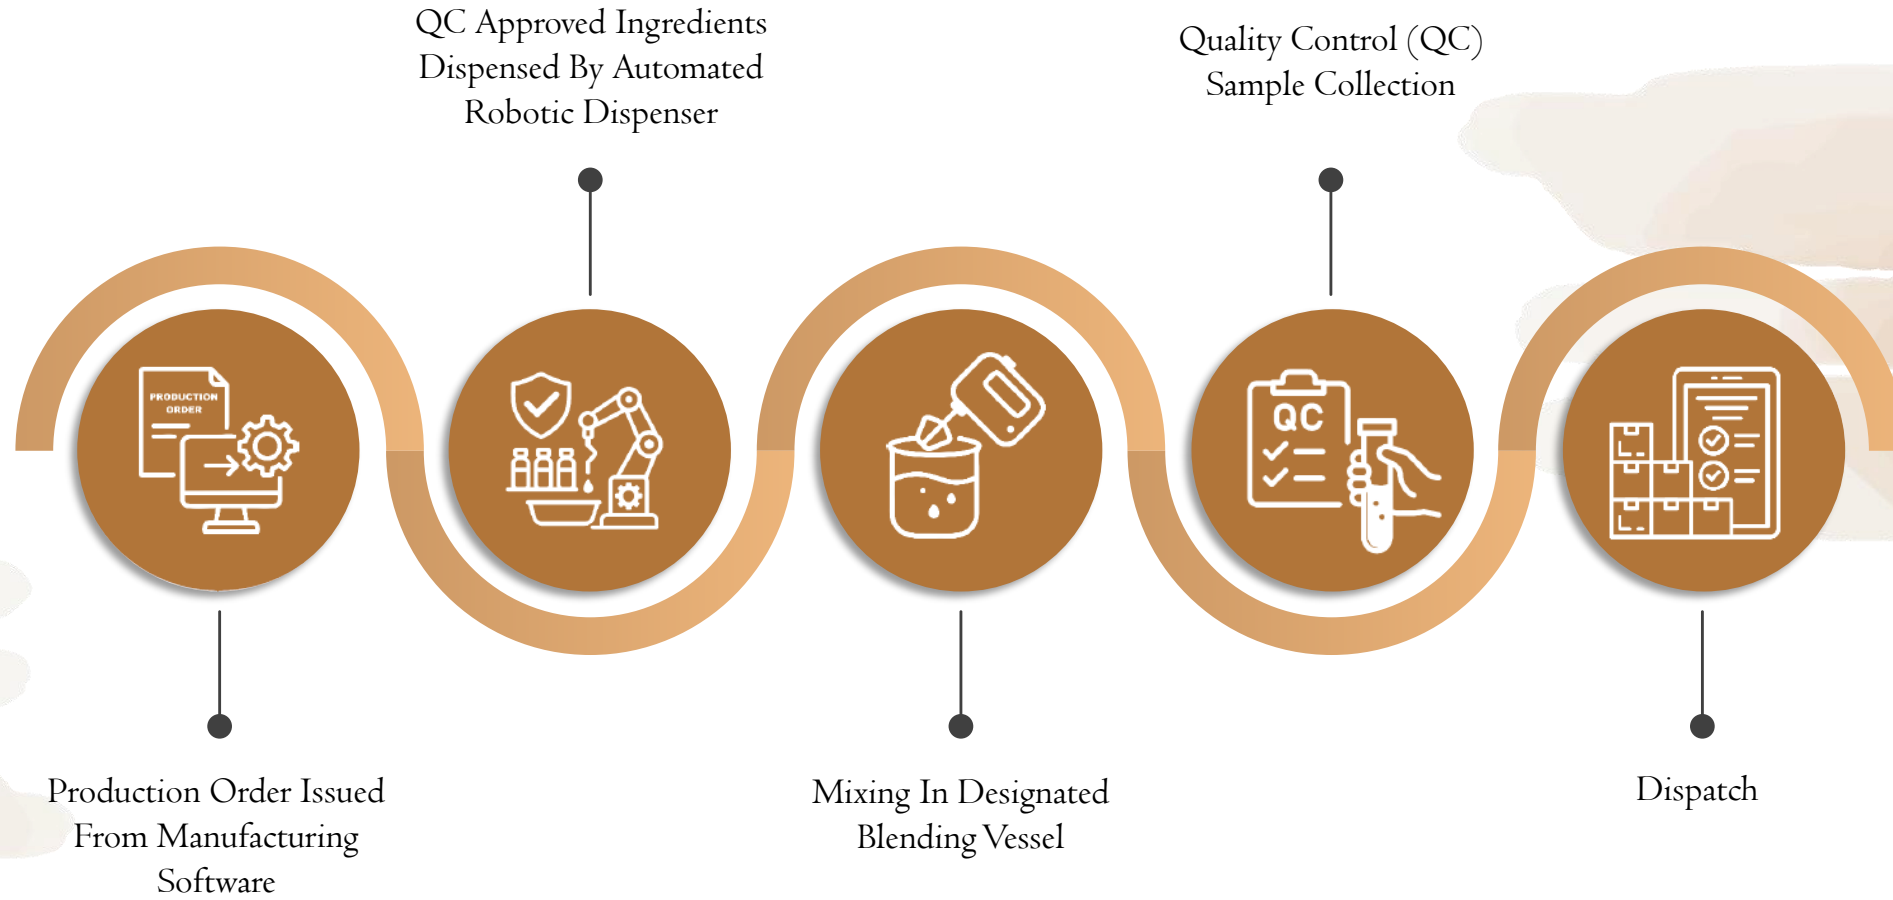 QC Approved Ingredients
Dispensed By Automated
Robotic Dispenser
Quality Control (QC)
Sample Collection
PRODUCTION
ORDER
QC
Production Order Issued
From Manufacturing
Software
Mixing In Designated
Blending Vessel
Dispatch